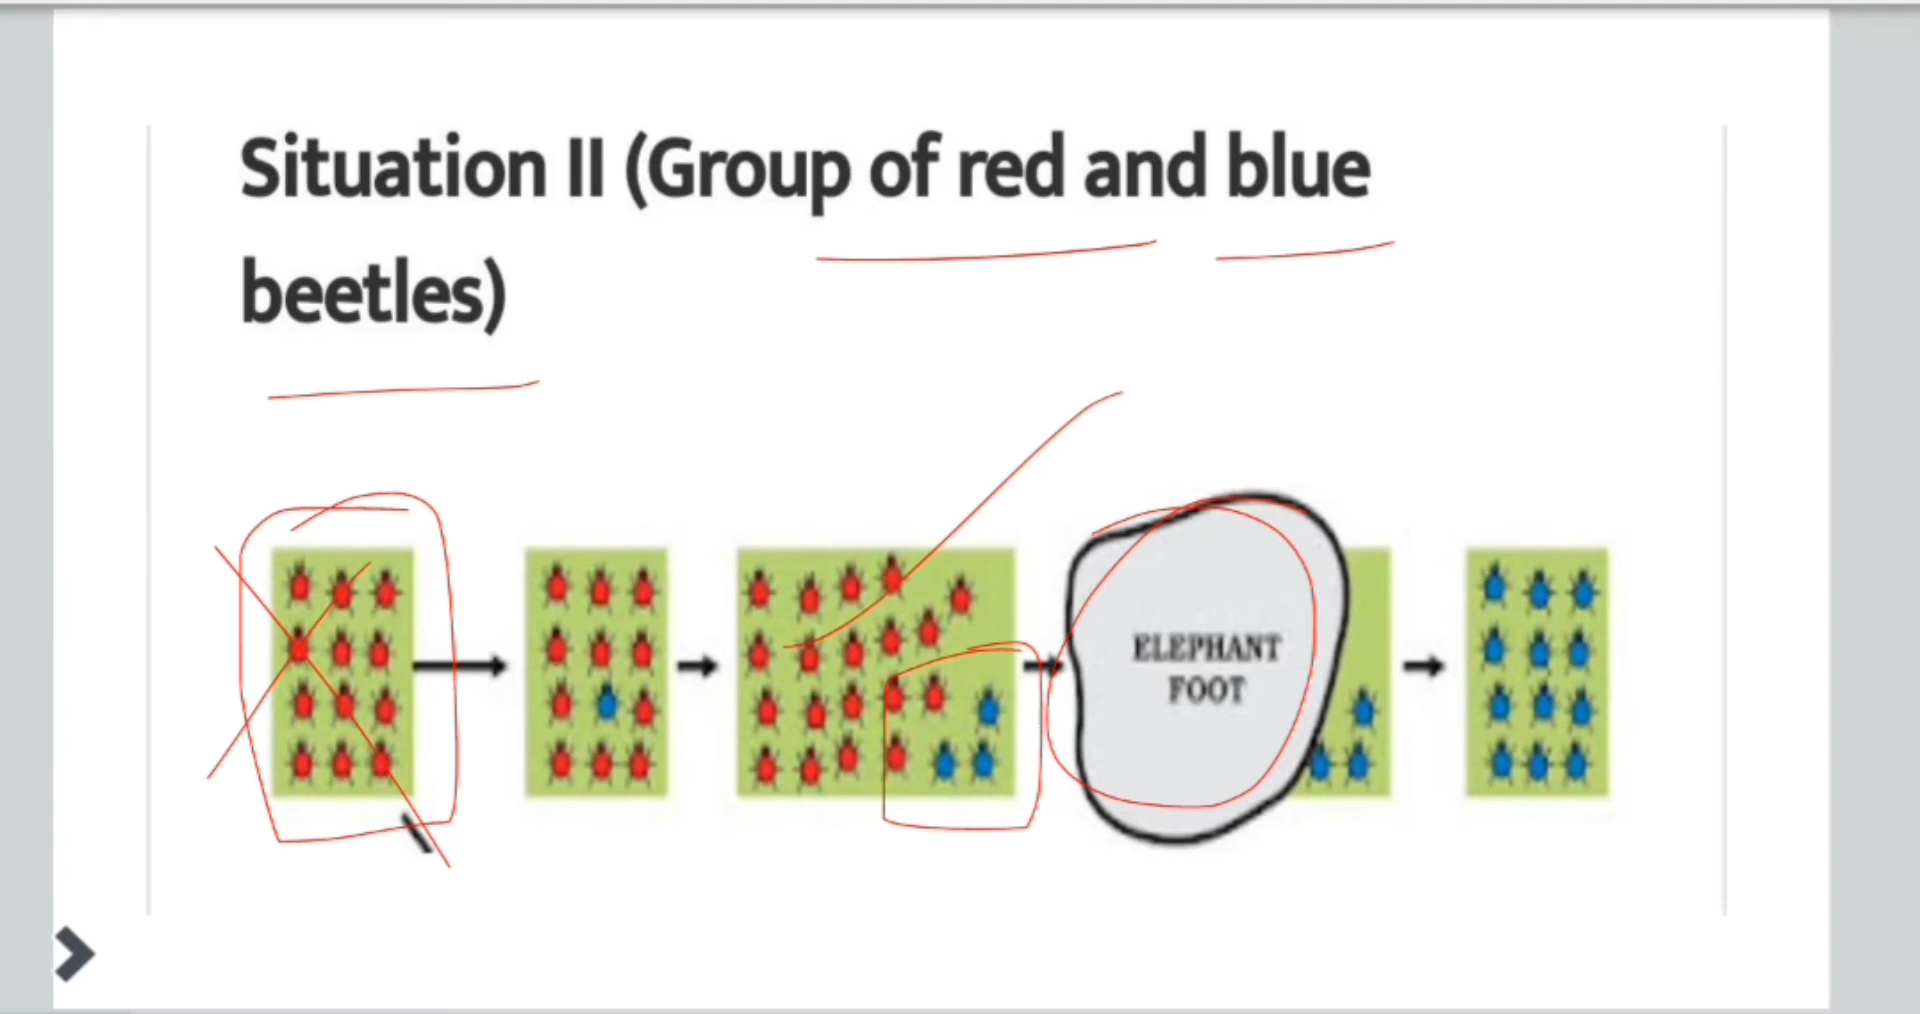 Situation II (Group of red and blue
beetles)
ELEPHANT
FOOT